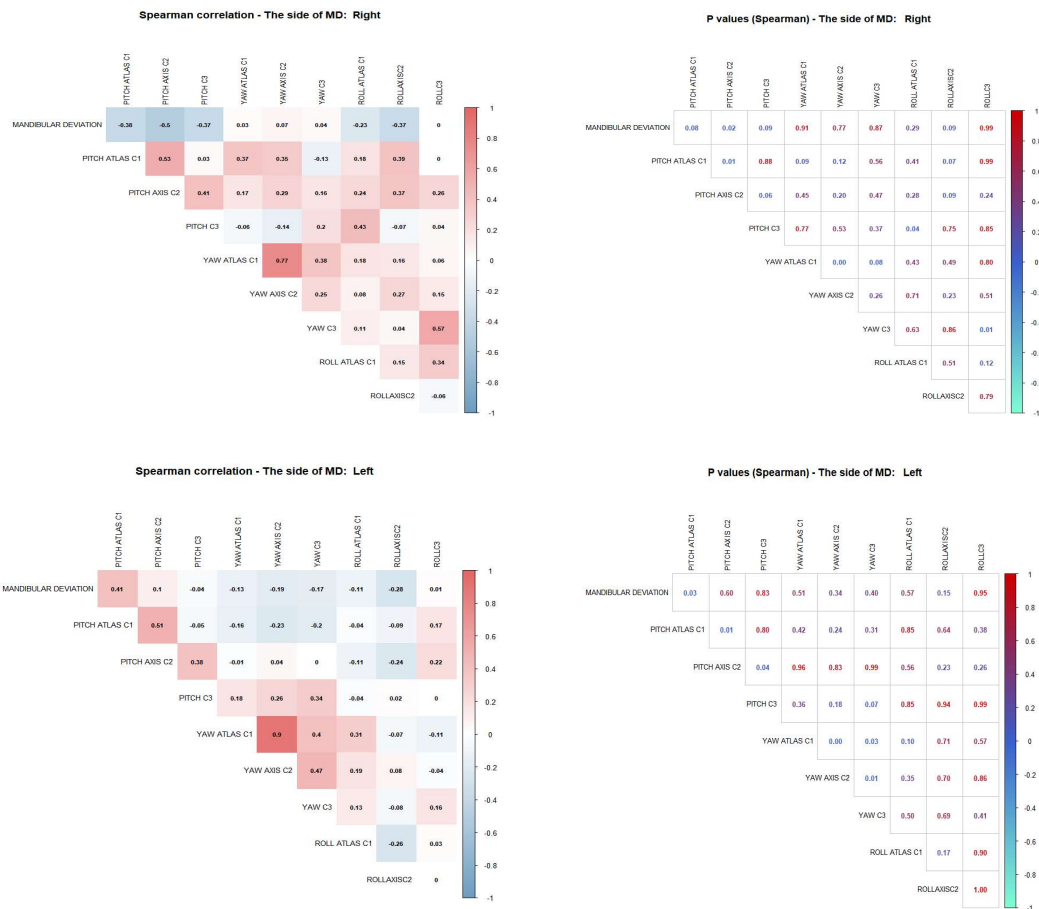 Spearman correlation - The side of MD: Right
PITCH ATLAS C1 PITCH AXIS C2 PITCH C3 YAW ATLAS C1 YAW AXIS C2 YAW C3 ROLL ATLAS C1 ROLLAXISC2 ROLLC3
MANDIBULAR DEVIATION -0.38 -0.5 -0.37 0.03 0.07 0.04 -0.23 -0.37 0
PITCH ATLAS C1 0.53 0.03 0.37 0.35 -0.13 0.18 0.39 0
PITCH AXIS C2 0.41 0.17 0.29 0.16 0.24 0.37 0.26
PITCH C3 -0.06 -0.14 0.2 0.43 -0.07 0.04
YAW ATLAS C1 0.77 0.38 0.18 0.16 0.06
YAW AXIS C2 0.25 0.08 0.27 0.15
YAW C3 0.11 0.04 0.57
ROLL ATLAS C1 0.15 0.34
ROLLAXISC2 -0.06
1
0.8
0.6
0.4
0.2
0
-0.2
-0.4
-0.6
-0.8
-1
P values (Spearman) - The side of MD: Right
PITCH ATLAS C1 PITCH AXIS C2 PITCH C3 YAW ATLAS C1 YAW AXIS C2 YAW C3 ROLL ATLAS C1 ROLLAXISC2 ROLLC3
MANDIBULAR DEVIATION 0.08 0.02 0.09 0.91 0.77 0.87 0.29 0.09 0.99
PITCH ATLAS C1 0.01 0.88 0.09 0.12 0.56 0.41 0.07 0.99
PITCH AXIS C2 0.06 0.45 0.20 0.47 0.28 0.09 0.24
PITCH C3 0.77 0.53 0.37 0.04 0.75 0.85
YAW ATLAS C1 0.00 0.08 0.43 0.49 0.80
YAW AXIS C2 0.26 0.71 0.23 0.51
YAW C3 0.63 0.86 0.01
ROLL ATLAS C1 0.51 0.12
ROLLAXISC2 0.79
1
0.8
0.6
0.4
0.2
0
-0.2
-0.4
-0.6
-0.8
-1
Spearman correlation - The side of MD: Left
PITCH ATLAS C1 PITCH AXIS C2 PITCH C3 YAW ATLAS C1 YAW AXIS C2 YAW C3 ROLL ATLAS C1 ROLLAXISC2 ROLLC3
MANDIBULAR DEVIATION 0.41 0.1 -0.04 -0.13 -0.19 -0.17 -0.11 -0.28 0.01
PITCH ATLAS C1 0.51 -0.05 -0.16 -0.23 -0.2 -0.04 -0.09 0.17
PITCH AXIS C2 0.38 -0.01 0.04 0 -0.11 -0.24 0.22
PITCH C3 0.18 0.26 0.34 -0.04 0.02 0
YAW ATLAS C1 0.9 0.4 0.31 -0.07 -0.11
YAW AXIS C2 0.47 0.19 0.08 -0.04
YAW C3 0.13 -0.08 0.16
ROLL ATLAS C1 -0.26 0.03
ROLLAXISC2 0
1
0.8
0.6
0.4
0.2
0
-0.2
-0.4
-0.6
-0.8
-1
P values (Spearman) - The side of MD: Left
PITCH ATLAS C1 PITCH AXIS C2 PITCH C3 YAW ATLAS C1 YAW AXIS C2 YAW C3 ROLL ATLAS C1 ROLLAXISC2 ROLLC3
MANDIBULAR DEVIATION 0.03 0.60 0.83 0.51 0.34 0.40 0.57 0.15 0.95
PITCH ATLAS C1 0.01 0.80 0.42 0.24 0.31 0.85 0.64 0.38
PITCH AXIS C2 0.04 0.96 0.83 0.99 0.56 0.23 0.26
PITCH C3 0.36 0.18 0.07 0.85 0.94 0.99
YAW ATLAS C1 0.00 0.03 0.10 0.71 0.57
YAW AXIS C2 0.01 0.35 0.70 0.86
YAW C3 0.50 0.69 0.41
ROLL ATLAS C1 0.17 0.90
ROLLAXISC2 1.00
1
0.8
0.6
0.4
0.2
0
-0.2
-0.4
-0.6
-0.8
-1